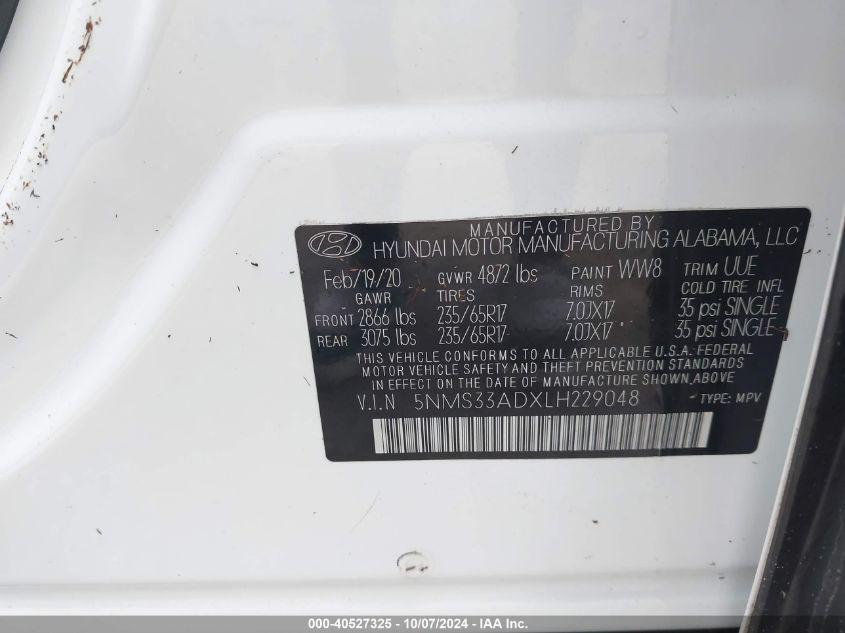 MANUFACTURED BY
HYUNDAI MOTOR MANUFACTURING ALABAMA, LLC
Feb/19/20 GVWR 4872 lbs PAINT WW8 TRIM UUE
GAWR TIRES RIMS COLD TIRE INFL
FRONT 2866 lbs 235/65R17 7.0JX17 35 psi SINGLE
REAR 3075 lbs 235/65R17 7.0JX17 35 psi SINGLE
THIS VEHICLE CONFORMS TO ALL APPLICABLE U.S.A. FEDERAL
MOTOR VEHICLE SAFETY AND THEFT PREVENTION STANDARDS
IN EFFECT ON THE DATE OF MANUFACTURE SHOWN ABOVE
V.I.N 5NMS33ADXLH229048 TYPE: MPV
000-40527325 - 10/07/2024 - IAA Inc.